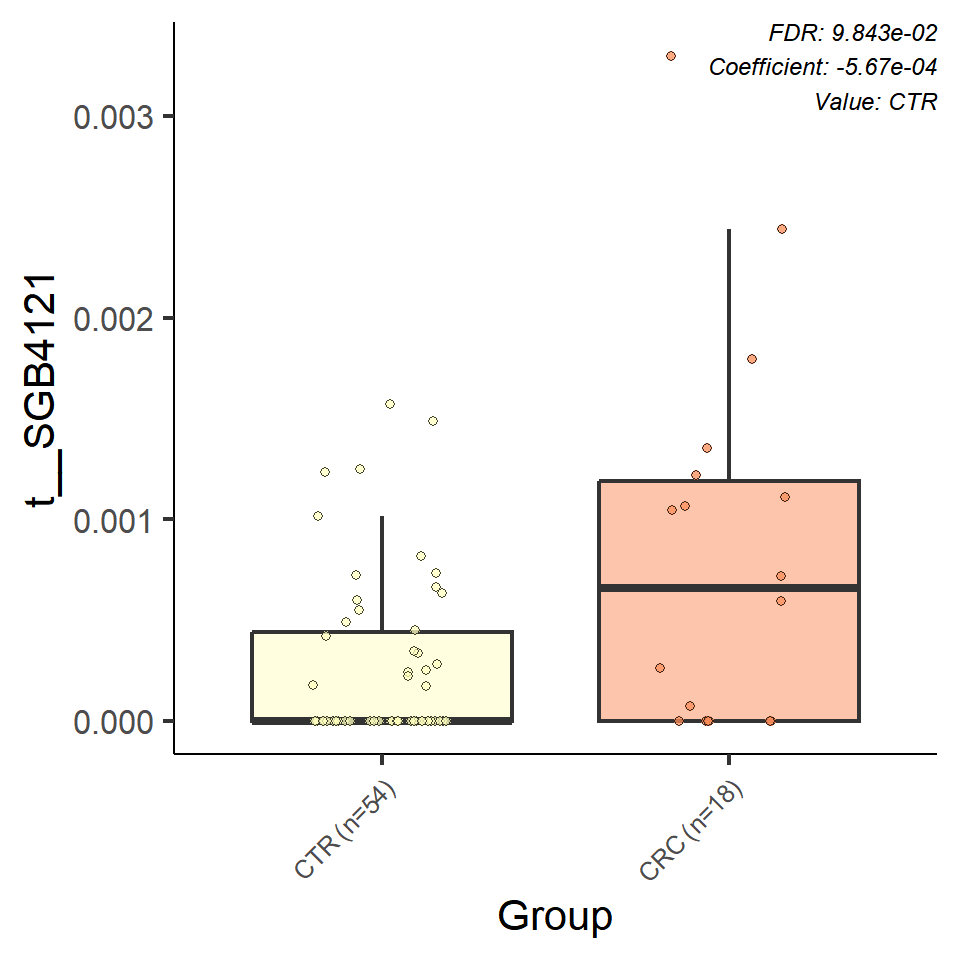 FDR: 9.843e-02
Coefficient: -5.67e-04
Value: CTR
0.003
0.002
0.001
0.000
t__SGB4121
CTR (n=54)
CRC (n=18)
Group